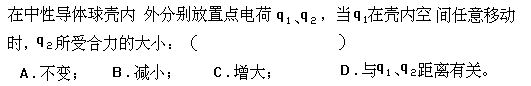 在中性导体球壳内 外分别放置点电荷 q₁、q₂，当q₁在壳内空 间任意移动
时，q₂所受合力的大小：（ ）
A．不变； B．减小； C．增大； D．与q₁、q₂距离有关。